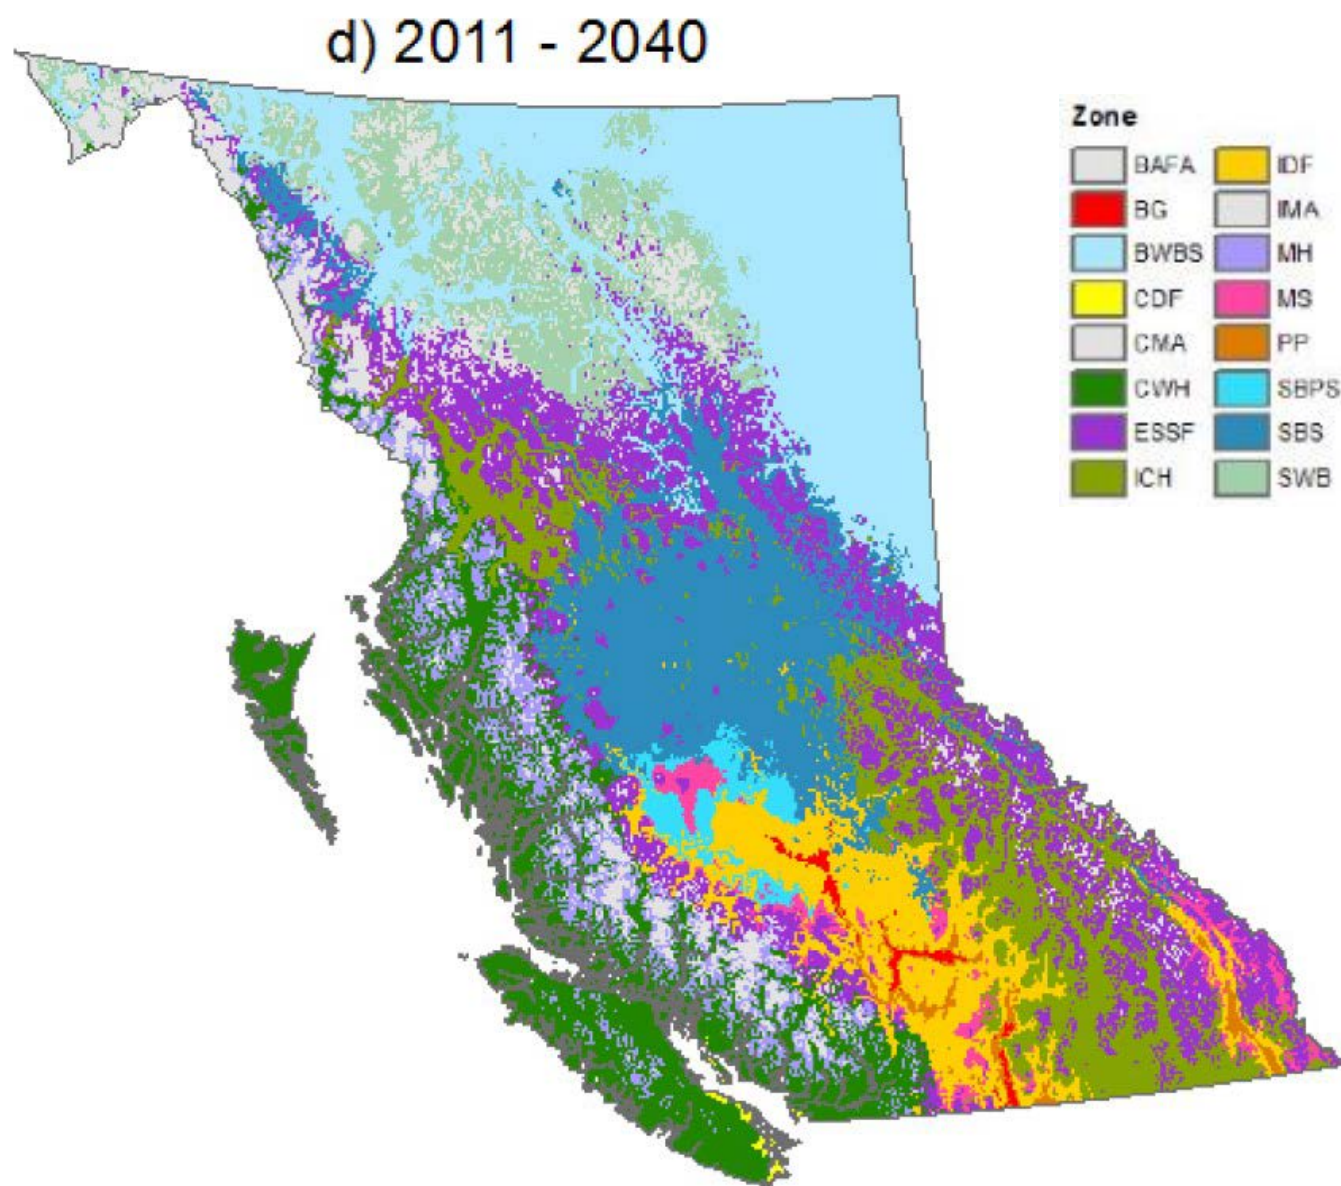 d) 2011 - 2040
Zone
BAFA IDF
BG IMA
BWBS MH
CDF MS
CMA PP
CWH SBPS
ESSF SBS
ICH SWB